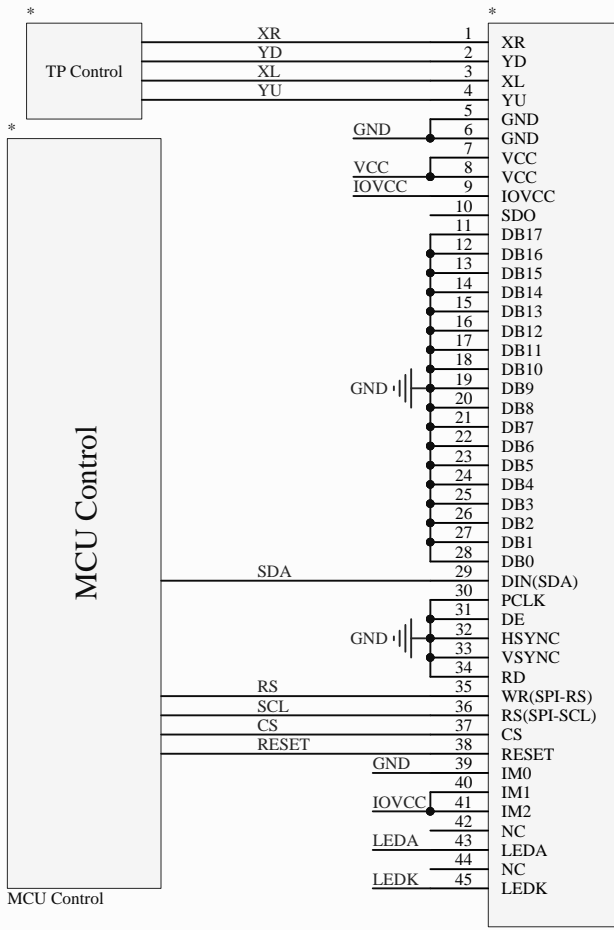 *
*
XR 1 XR
YD 2 YD
TP Control
XL 3 XL
YU 4 YU
*
5 GND
GND 6 GND
7 VCC
VCC 8 VCC
IOVCC 9 IOVCC
10 SDO
11 DB17
12 DB16
13 DB15
14 DB14
15 DB13
16 DB12
17 DB11
18 DB10
GND 19 DB9
20 DB8
21 DB7
22 DB6
23 DB5
24 DB4
25 DB3
26 DB2
27 DB1
28 DB0
MCU Control
SDA 29 DIN(SDA)
30 PCLK
31 DE
GND 32 HSYNC
33 VSYNC
34 RD
RS 35 WR(SPI-RS)
SCL 36 RS(SPI-SCL)
CS 37 CS
RESET 38 RESET
GND 39 IM0
40 IM1
IOVCC 41 IM2
42 NC
LEDA 43 LEDA
44 NC
LEDK 45 LEDK
MCU Control